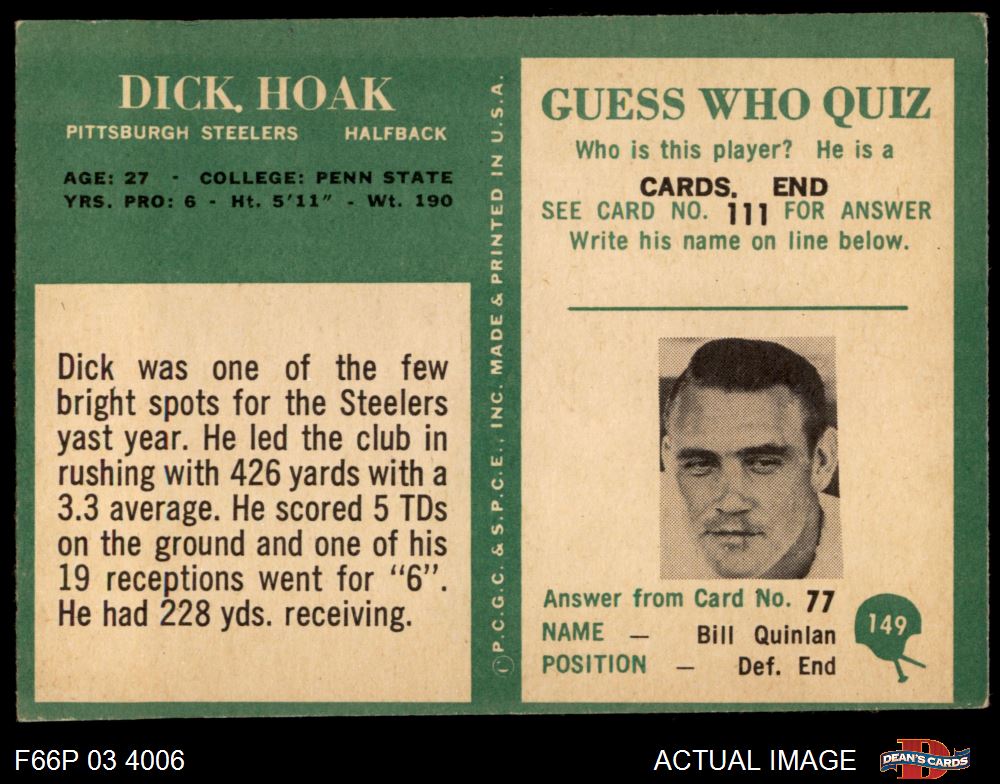 DICK HOAK
PITTSBURGH STEELERS HALFBACK
AGE: 27 - COLLEGE: PENN STATE
YRS. PRO: 6 - Ht. 5'11" - Wt. 190
Dick was one of the few
bright spots for the Steelers
yast year. He led the club in
rushing with 426 yards with a
3.3 average. He scored 5 TDs
on the ground and one of his
19 receptions went for “6”.
He had 228 yds. receiving.
©P.C.G.C. & S.P.C.E., INC. MADE & PRINTED IN U.S.A.
GUESS WHO QUIZ
Who is this player? He is a
CARDS. END
SEE CARD NO. 111 FOR ANSWER
Write his name on line below.
Answer from Card No. 77
NAME — Bill Quinlan
POSITION — Def. End
149
F66P 03 4006
ACTUAL IMAGE
D
DEAN'S CARDS